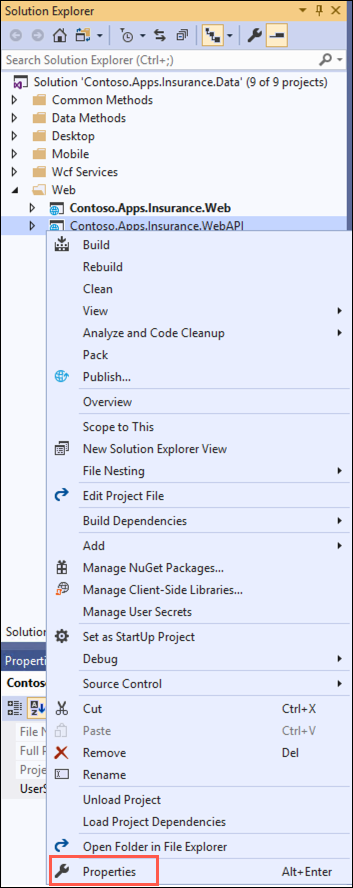 Solution Explorer
Search Solution Explorer (Ctrl+;)
Solution 'Contoso.Apps.Insurance.Data' (9 of 9 projects)
Common Methods
Data Methods
Desktop
Mobile
Wcf Services
Web
Contoso.Apps.Insurance.Web
Contoso.Apps.Insurance.WebAPI
Build
Rebuild
Clean
View
Analyze and Code Cleanup
Pack
Publish...
Overview
Scope to This
New Solution Explorer View
File Nesting
Edit Project File
Build Dependencies
Add
Manage NuGet Packages...
Manage Client-Side Libraries...
Manage User Secrets
Solutio
Set as StartUp Project
Properti
Debug
Contoso
Source Control
Cut Ctrl+X
File N
Paste Ctrl+V
Full P
Remove Del
Proje
Rename
UserS
Unload Project
Load Project Dependencies
Open Folder in File Explorer
Properties Alt+Enter